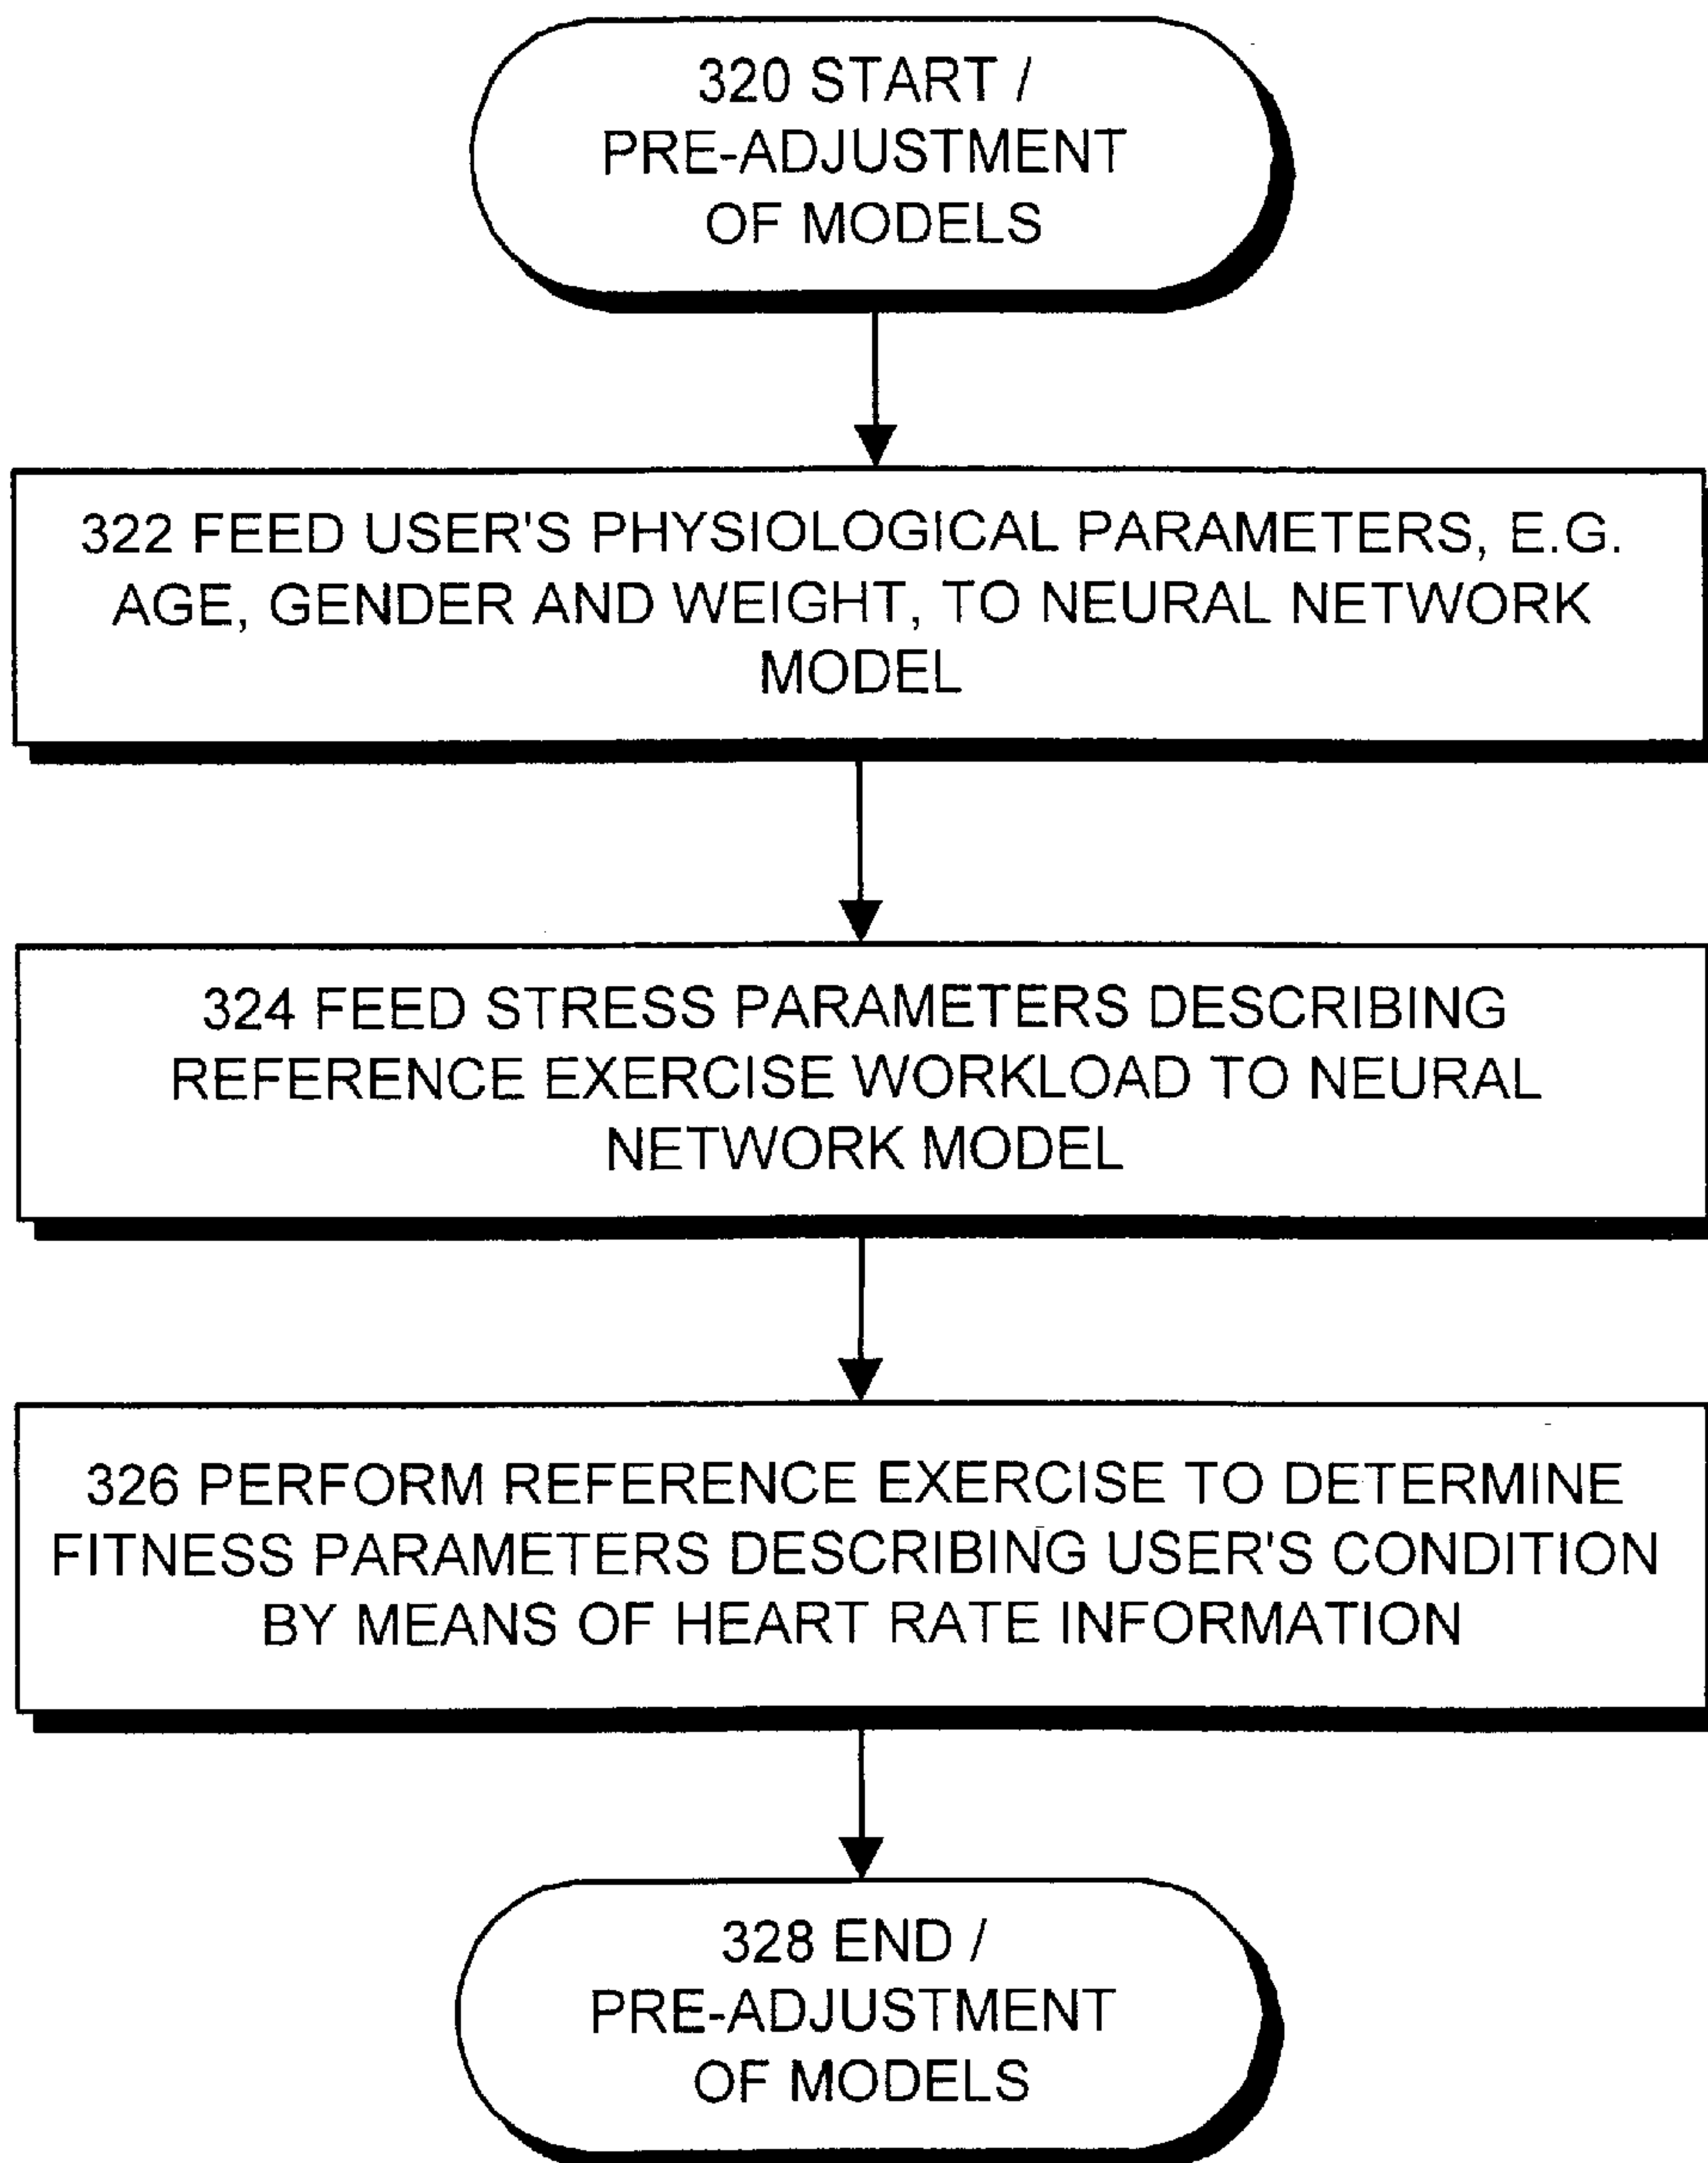 320 START /
PRE-ADJUSTMENT
OF MODELS
322 FEED USER'S PHYSIOLOGICAL PARAMETERS, E.G.
AGE, GENDER AND WEIGHT, TO NEURAL NETWORK
MODEL
324 FEED STRESS PARAMETERS DESCRIBING
REFERENCE EXERCISE WORKLOAD TO NEURAL
NETWORK MODEL
326 PERFORM REFERENCE EXERCISE TO DETERMINE
FITNESS PARAMETERS DESCRIBING USER'S CONDITION
BY MEANS OF HEART RATE INFORMATION
328 END /
PRE-ADJUSTMENT
OF MODELS